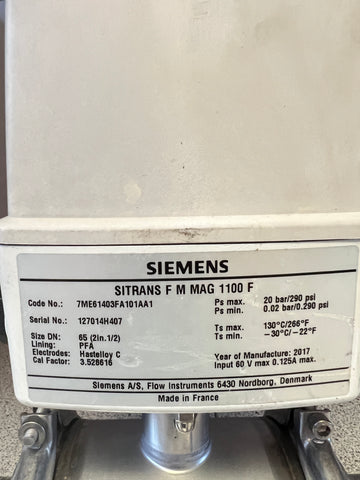 SIEMENS
SITRANS F M MAG 1100 F
Code No.: 7ME61403FA101AA1 Ps max. 20 bar/290 psi
Ps min. 0.02 bar/0.290 psi
Serial No.: 127014H407
Ts max. 130°C/266°F
Size DN: 65 (2in.1/2) Ts min -30°C/-22°F
Lining: PFA
Electrodes: Hastelloy C Year of Manufacture: 2017
Cal Factor: 3.528616 Input 60 V max 0.125A max.
Siemens A/S, Flow Instruments 6430 Nordborg, Denmark
Made in France